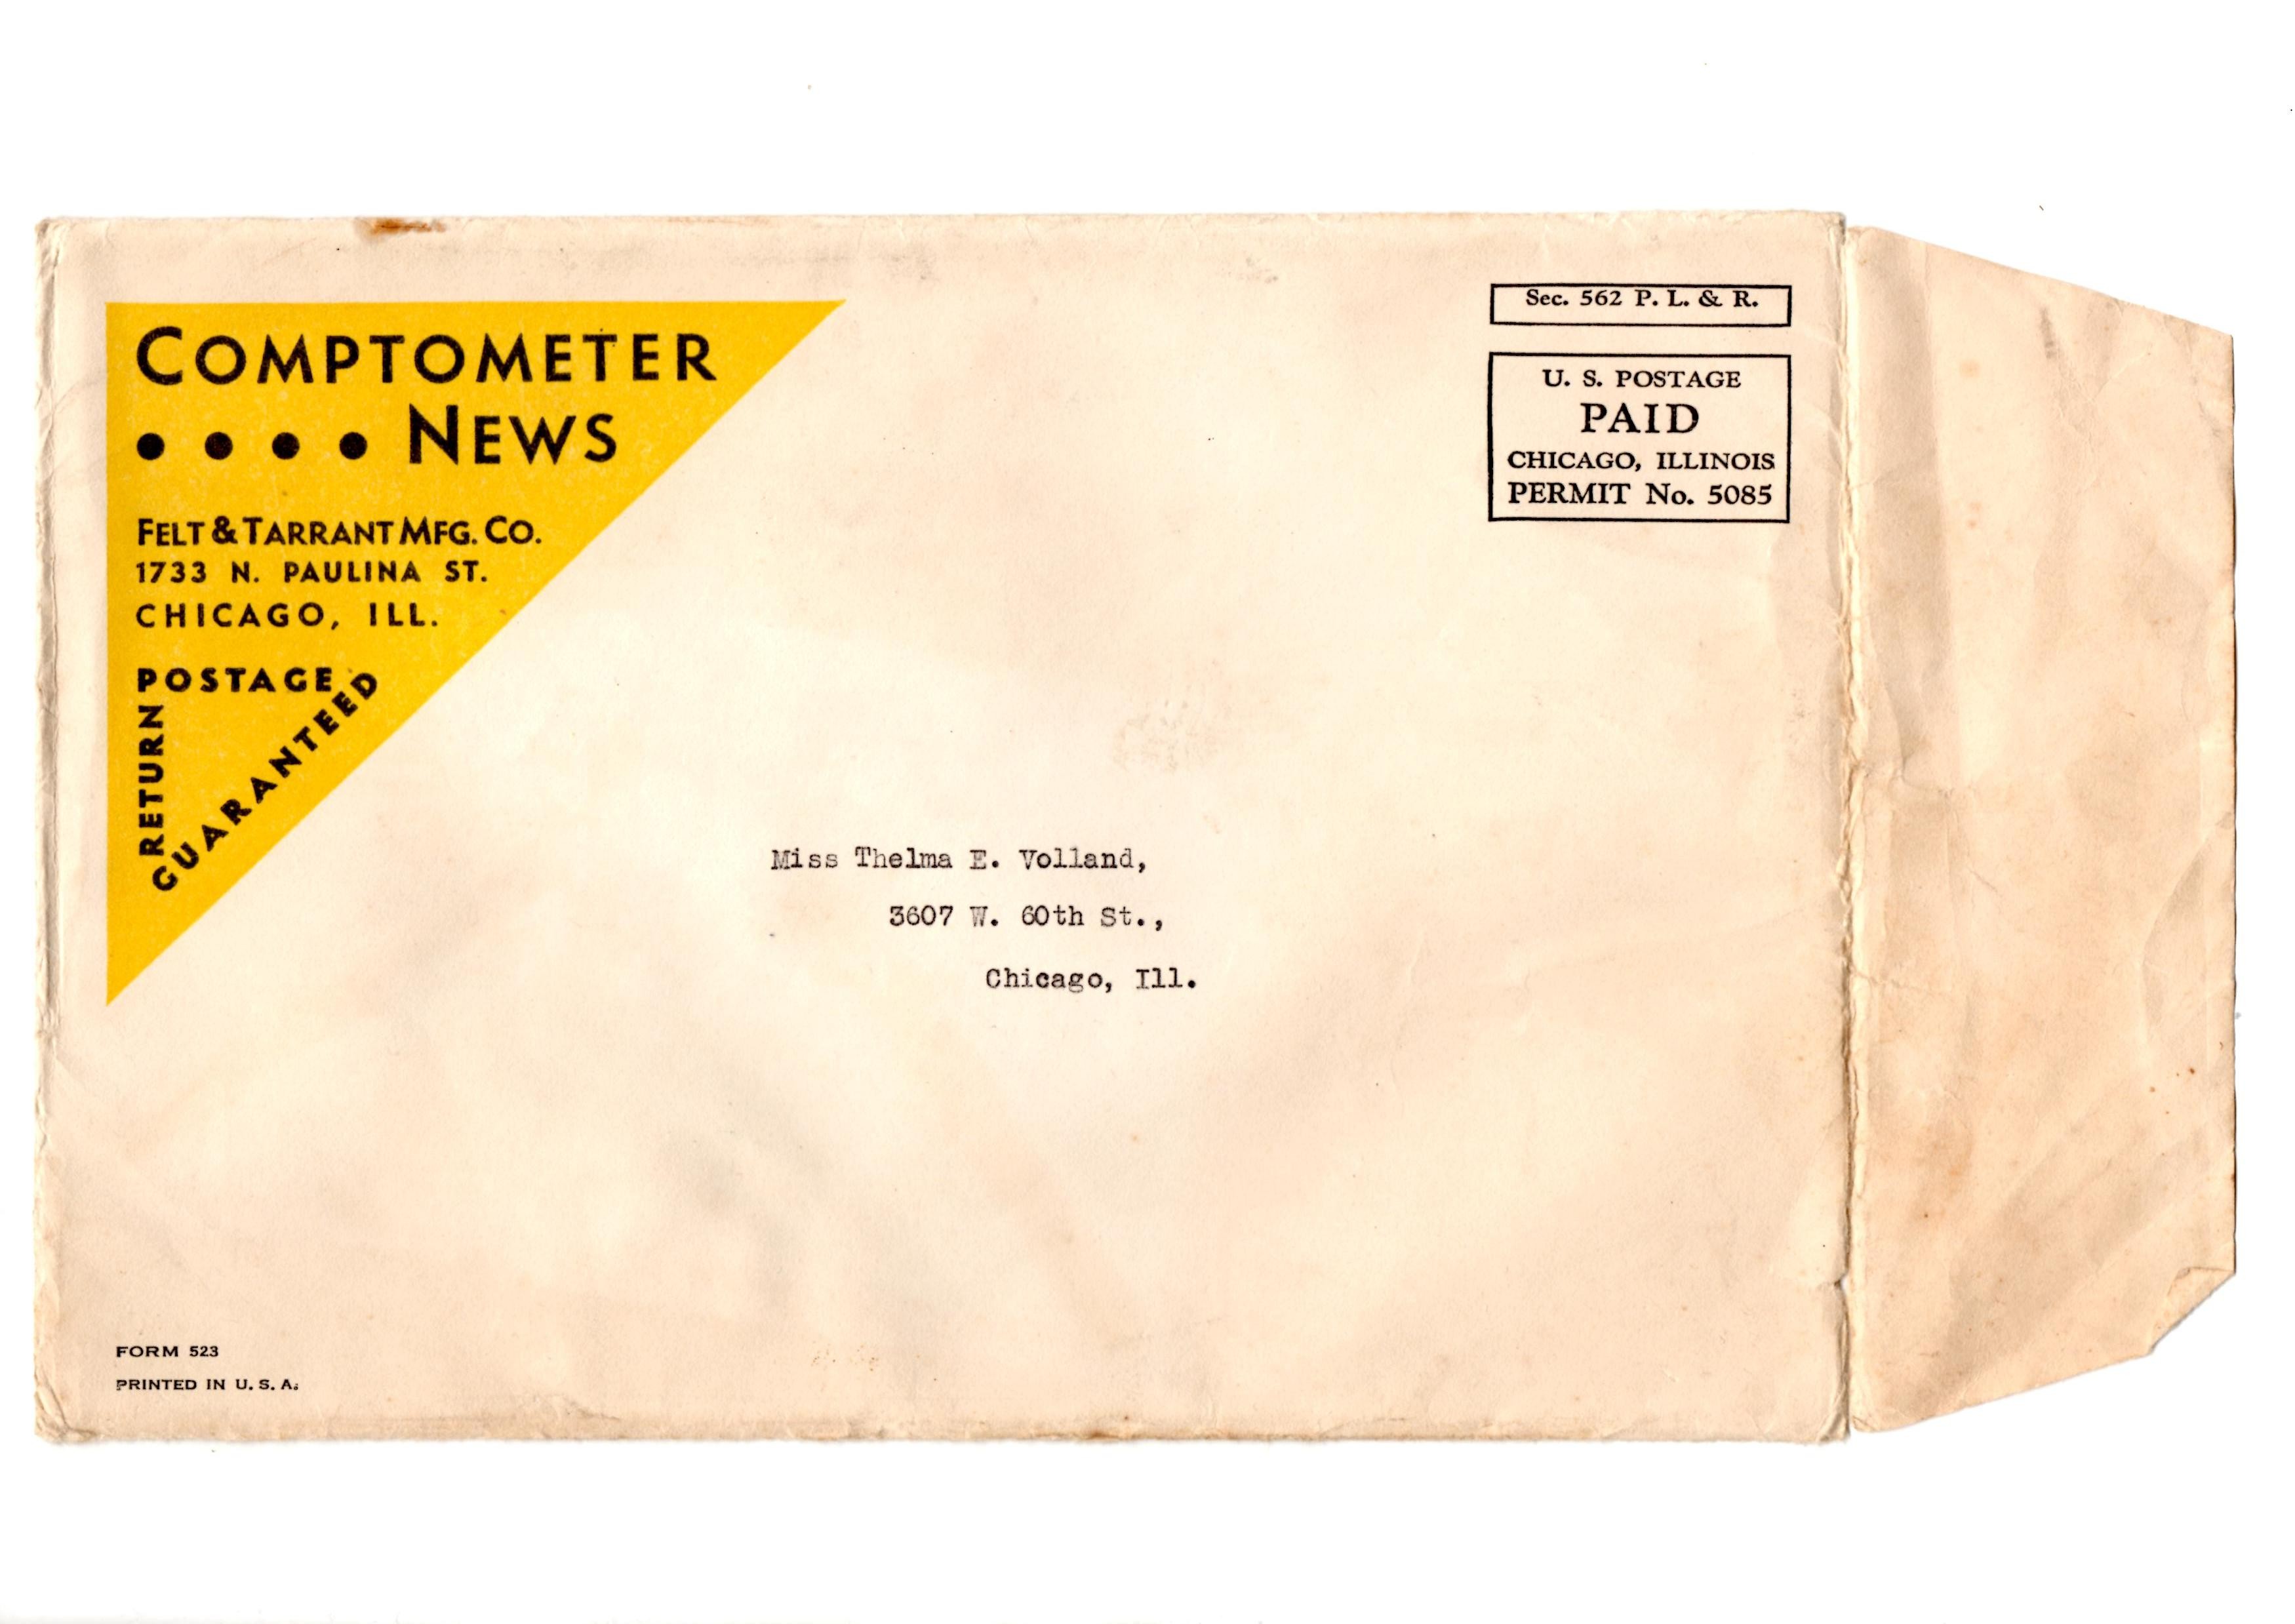 COMPTOMETER
•••• NEWS
FELT & TARRANT MFG. CO.
1733 N. PAULINA ST.
CHICAGO, ILL.
RETURN
POSTAGE
GUARANTEED
Sec. 562 P. L. & R.
U. S. POSTAGE
PAID
CHICAGO, ILLINOIS
PERMIT No. 5085
Miss Thelma E. Volland,
3607 W. 60th St.,
Chicago, Ill.
FORM 523
PRINTED IN U. S. A.